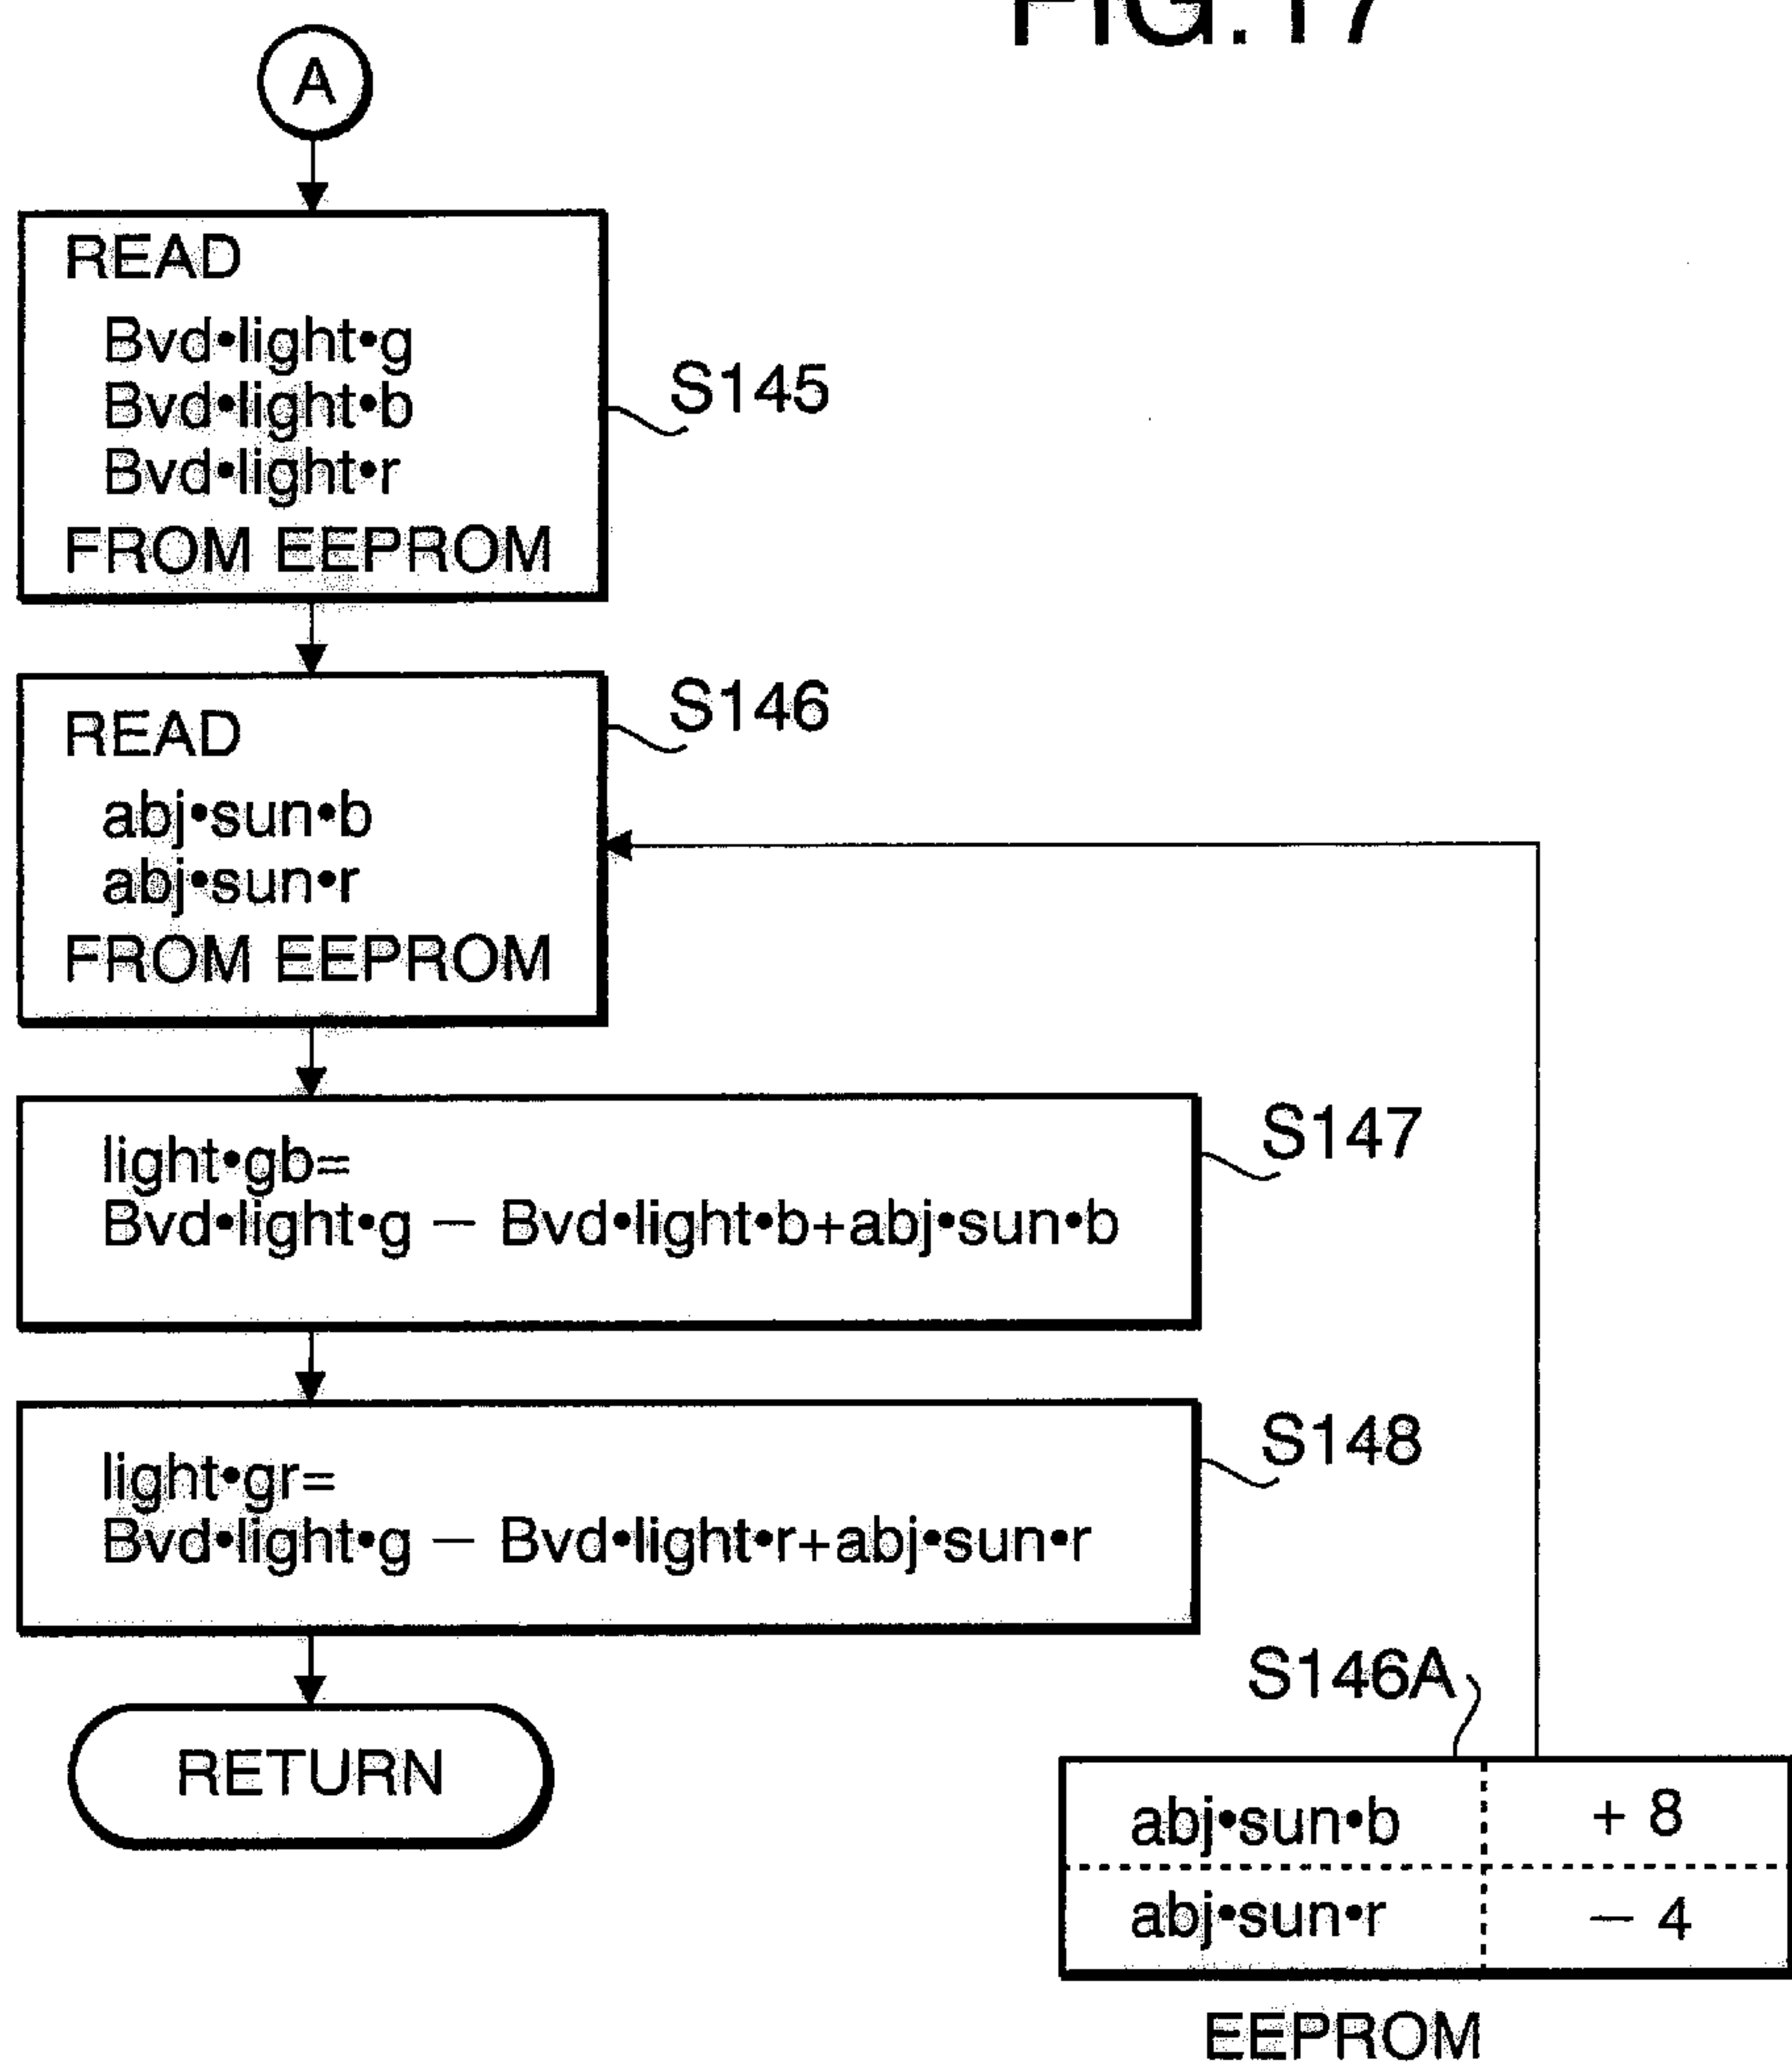 FIG.17
A
READ
Bvd•light•g
Bvd•light•b
Bvd•light•r
FROM EEPROM
S145
READ
abj•sun•b
abj•sun•r
FROM EEPROM
S146
light•gb=
Bvd•light•g — Bvd•light•b+abj•sun•b
S147
light•gr=
Bvd•light•g — Bvd•light•r+abj•sun•r
S148
RETURN
S146A
abj•sun•b + 8
abj•sun•r — 4
EEPROM